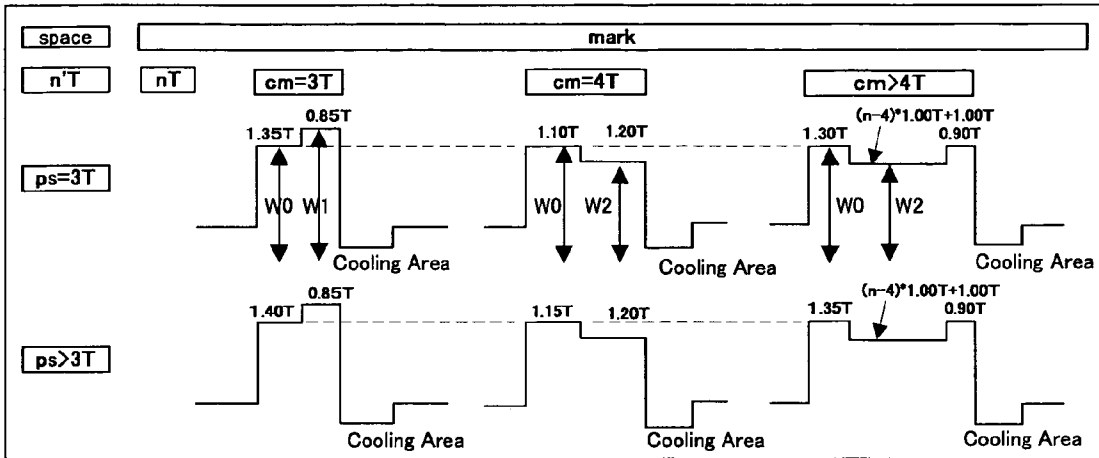 space
mark
n'T
nT
cm=3T
cm=4T
cm>4T
ps=3T
1.35T
0.85T
W0
W1
Cooling Area
1.10T
1.20T
W0
W2
Cooling Area
1.30T
(n-4)*1.00T+1.00T
0.90T
W0
W2
Cooling Area
ps>3T
1.40T
0.85T
Cooling Area
1.15T
1.20T
Cooling Area
1.35T
(n-4)*1.00T+1.00T
0.90T
Cooling Area